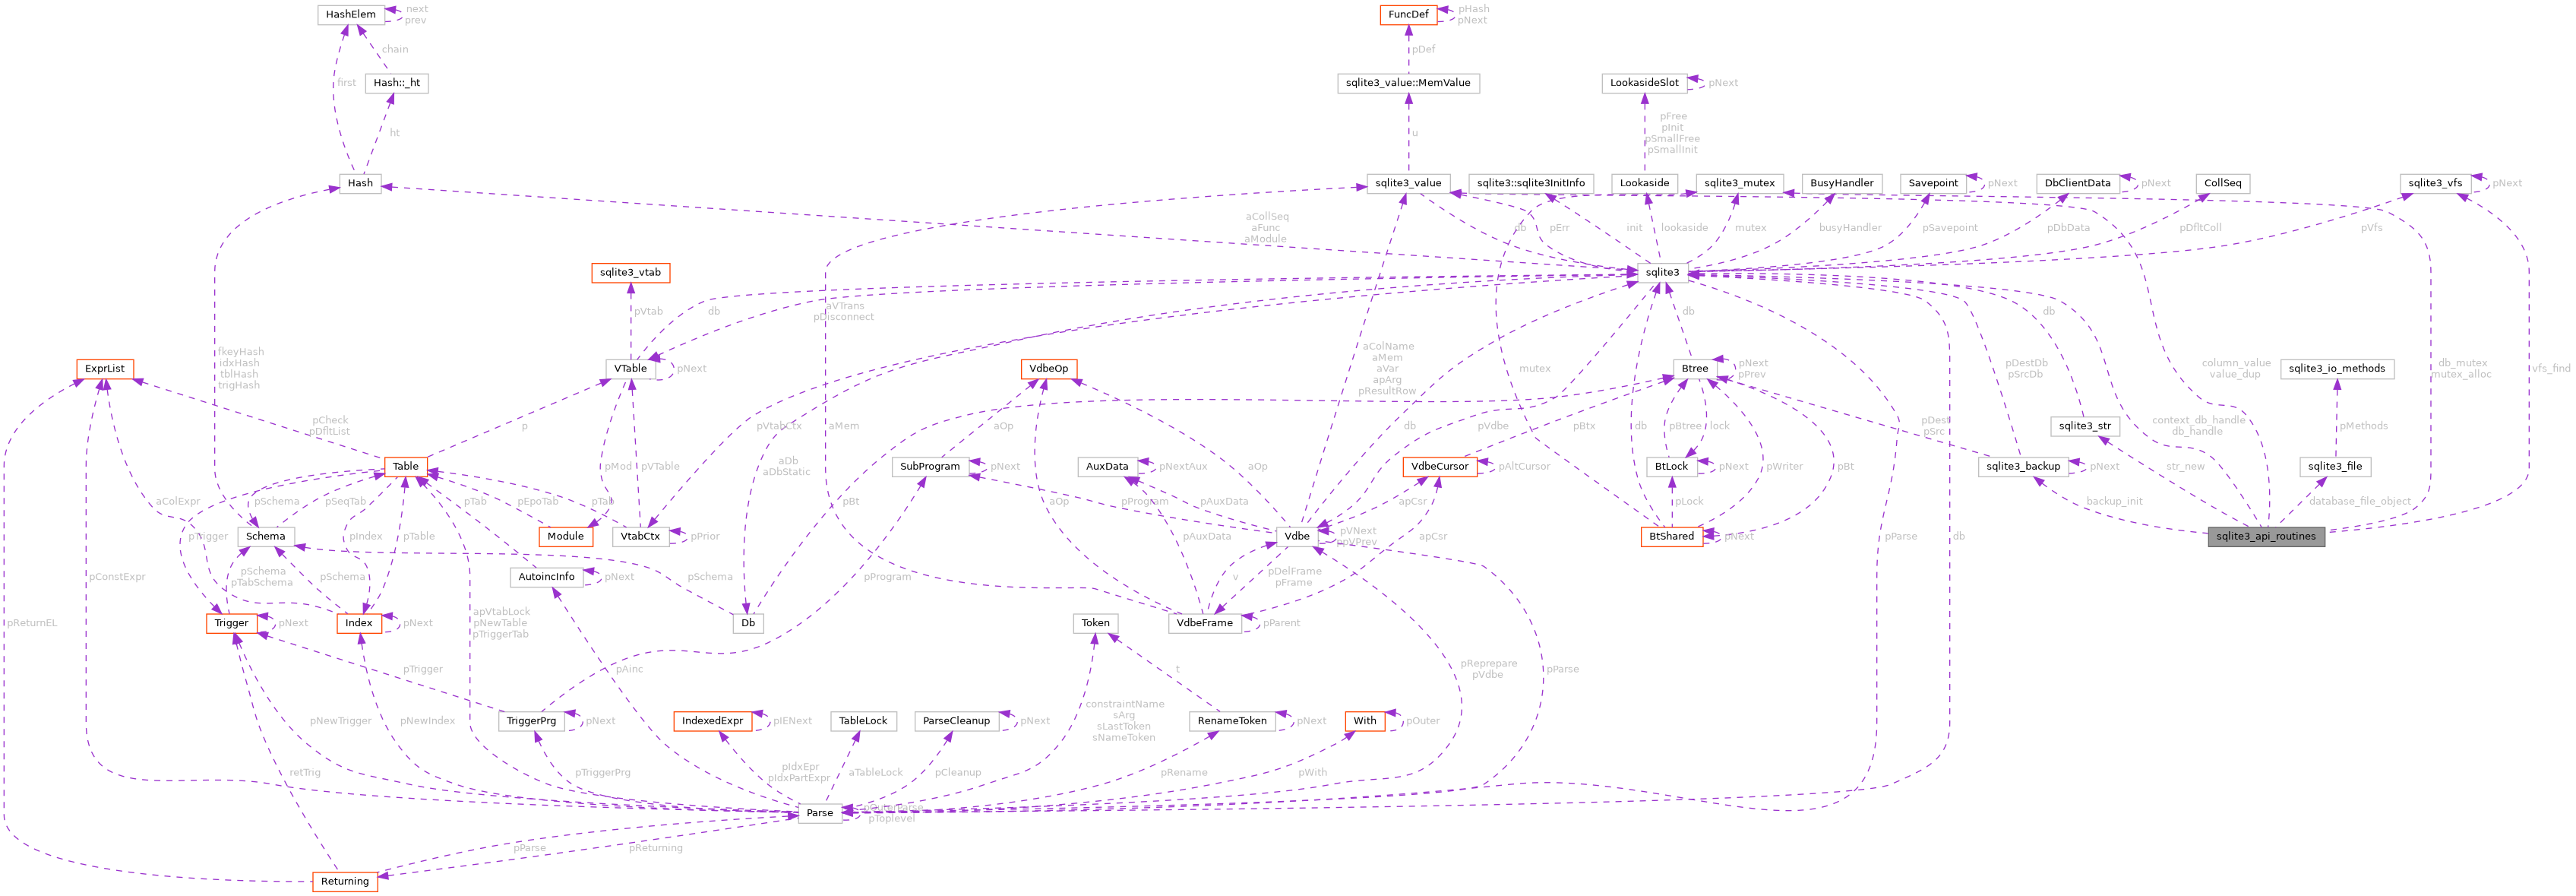 HashElem
next
prev
FuncDef
pHash
pNext
chain
pDef
first
Hash::_ht
sqlite3_value::MemValue
LookasideSlot
pNext
ht
u
pFree
pInit
pSmallFree
pSmallInit
Hash
sqlite3_value
sqlite3::sqlite3InitInfo
Lookaside
sqlite3_mutex
BusyHandler
Savepoint
pNext
DbClientData
pNext
CollSeq
sqlite3_vfs
pNext
aCollSeq
aFunc
aModule
db
pErr
init
lookaside
mutex
busyHandler
pSavepoint
pDbData
pDfltColl
pVfs
sqlite3_vtab
sqlite3
pVtab
db
aVTrans
pDisconnect
db
db
fkeyHash
idxHash
tblHash
trigHash
aColName
aMem
aVar
apArg
pResultRow
mutex
pDestDb
pSrcDb
column_value
value_dup
db_mutex
mutex_alloc
vfs_find
ExprList
VTable
pNext
VdbeOp
Btree
pNext
pPrev
sqlite3_io_methods
pCheck
pDfltList
p
pVtabCtx
aMem
aOp
db
pVdbe
pBtx
db
pBtree
lock
pDest
pSrc
sqlite3_str
context_db_handle
db_handle
pMethods
Table
pMod
pVTable
aDb
aDbStatic
SubProgram
pNext
AuxData
pNextAux
aOp
VdbeCursor
pAltCursor
BtLock
pNext
pWriter
pBt
sqlite3_backup
pNext
str_new
sqlite3_file
aColExpr
pSchema
pSeqTab
pTab
pEpoTab
pTab
pBt
aOp
pProgram
pAuxData
apCsr
pLock
backup_init
database_file_object
pTrigger
Schema
pIndex
pTable
Module
VtabCtx
pPrior
pAuxData
Vdbe
pVNext
ppVPrev
apCsr
BtShared
pNext
pParse
db
sqlite3_api_routines
pConstExpr
pSchema
pTabSchema
pSchema
AutoincInfo
pNext
pSchema
pProgram
v
pDelFrame
pFrame
pReturnEL
Trigger
pNext
Index
pNext
apVtabLock
pNewTable
pTriggerTab
Db
Token
VdbeFrame
pParent
pTrigger
pAinc
t
pReprepare
pVdbe
pParse
pNewTrigger
pNewIndex
TriggerPrg
pNext
IndexedExpr
pIENext
TableLock
ParseCleanup
pNext
constraintName
sArg
sLastToken
sNameToken
RenameToken
pNext
With
pOuter
retTrig
pTriggerPrg
pIdxEpr
pIdxPartExpr
aTableLock
pCleanup
pRename
pWith
Parse
pOuterParse
pToplevel
pParse
pReturning
Returning